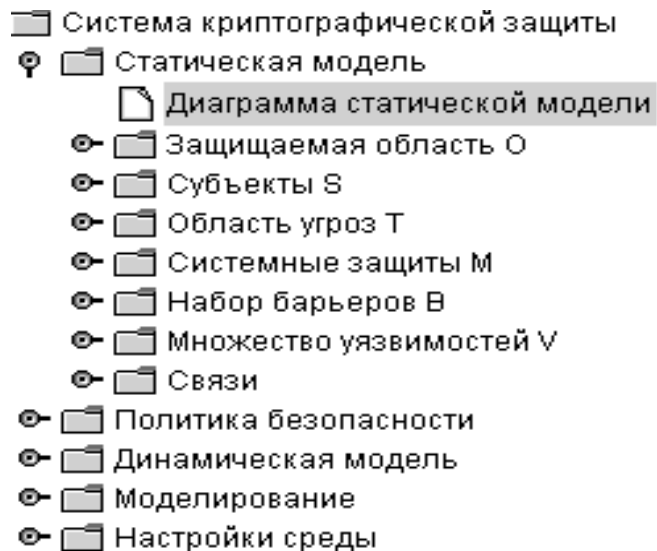 Система криптографической защиты
Статическая модель
Диаграмма статической модели
Защищаемая область O
Субъекты S
Область угроз T
Системные защиты M
Набор барьеров B
Множество уязвимостей V
Связи
Политика безопасности
Динамическая модель
Моделирование
Настройки среды